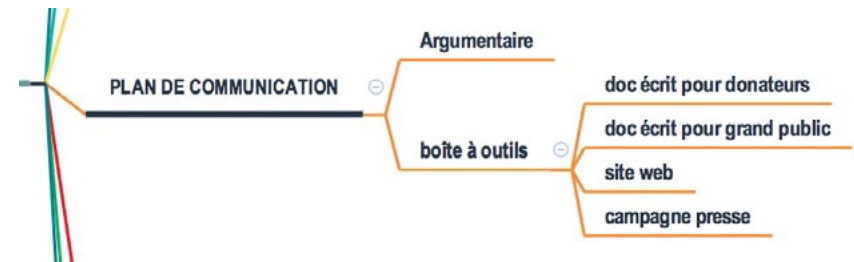 PLAN DE COMMUNICATION
Argumentaire
boîte à outils
doc écrit pour donateurs
doc écrit pour grand public
site web
campagne presse